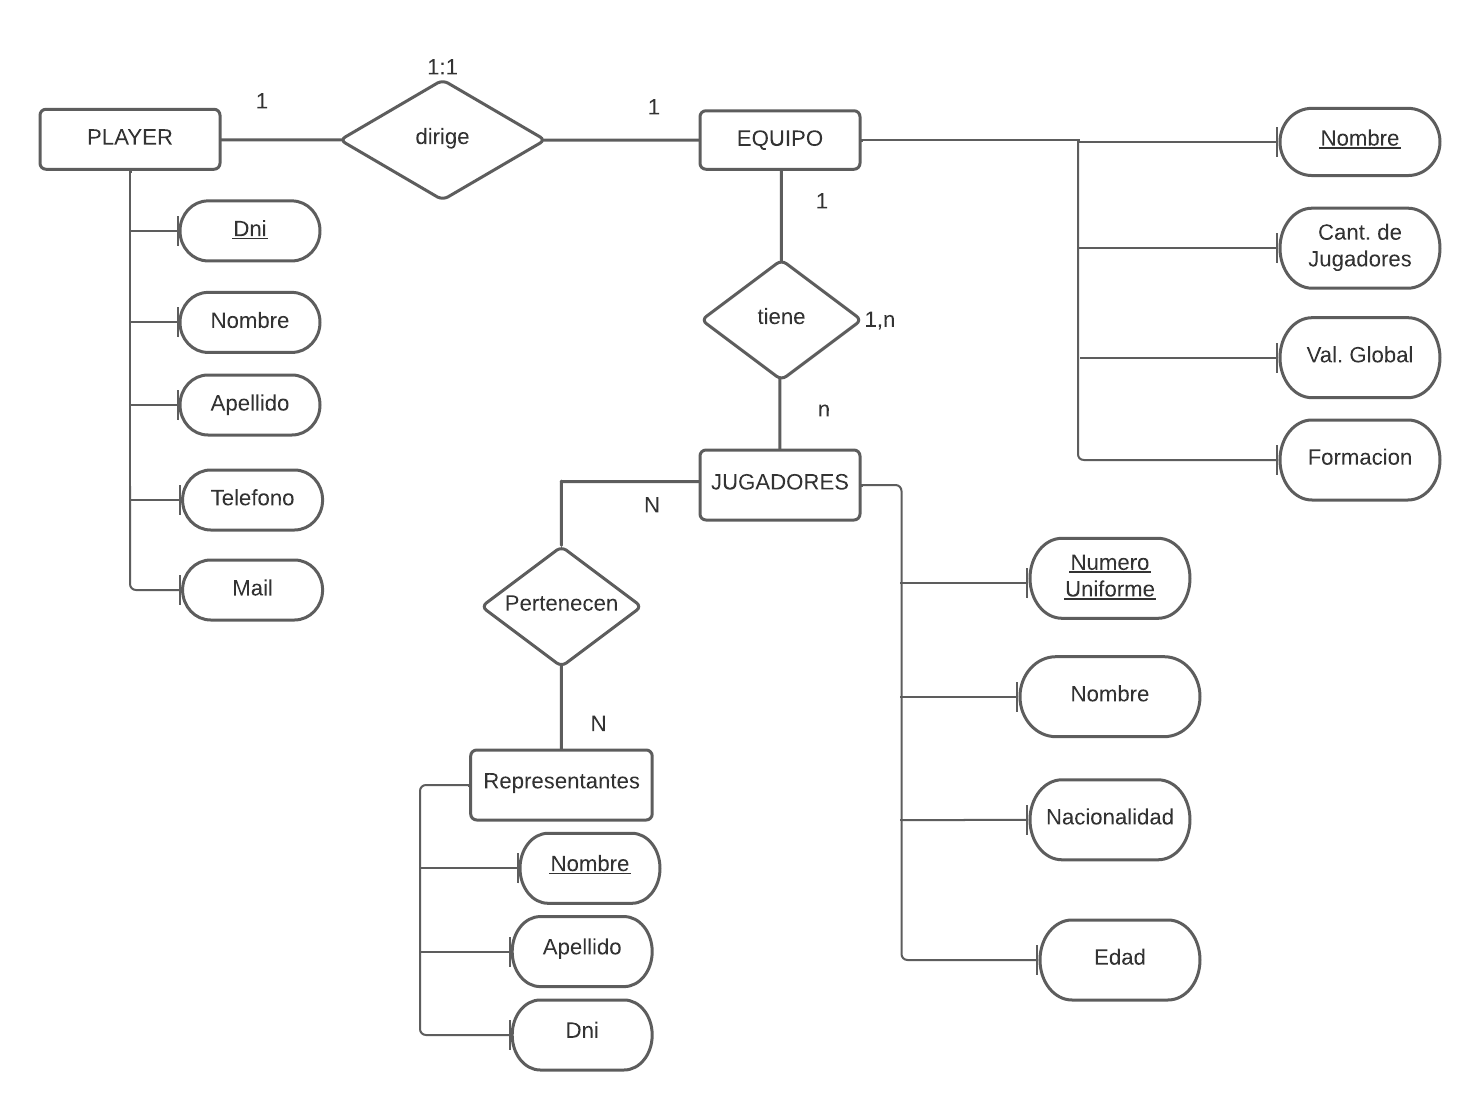 1:1
1
1
PLAYER
dirige
EQUIPO
Nombre
Dni
1
Cant. de
Jugadores
Nombre
tiene
1,n
Val. Global
Apellido
n
Formacion
Telefono
JUGADORES
N
Mail
Pertenecen
Numero
Uniforme
Nombre
N
Representantes
Nacionalidad
Nombre
Apellido
Edad
Dni